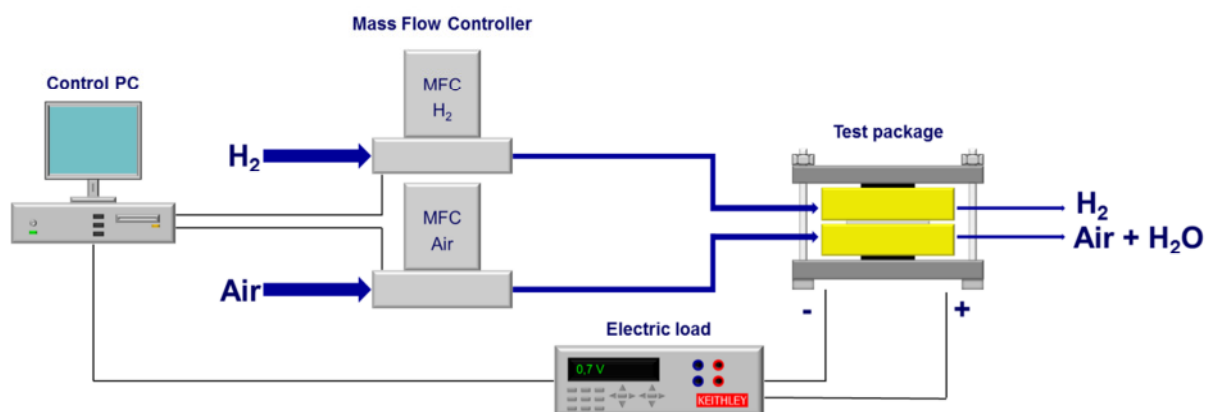 Mass Flow Controller
Control PC
MFC
H₂
Test package
H₂
MFC
Air
H₂
Air + H₂O
Air
- +
Electric load
0,7 V
KEITHLEY